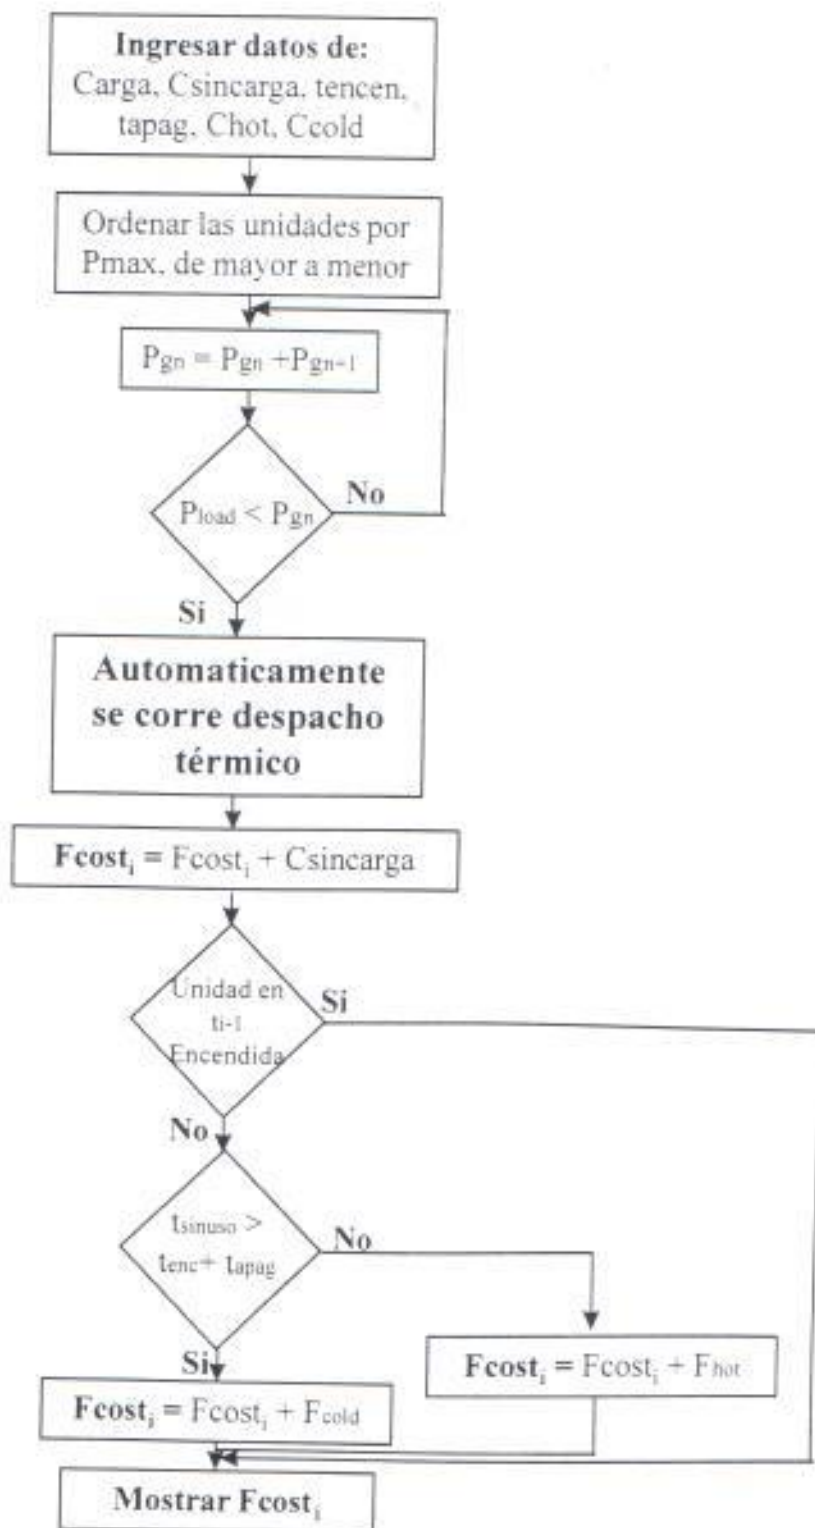 Ingresar datos de:
Carga, Csincarga, tencen,
tapag, Chot, Ccold
Ordenar las unidades por
Pmax, de mayor a menor
Pgn = Pgn +Pgn+1
Pload < Pgn
No
Si
Automaticamente
se corre despacho
térmico
Fcosti = Fcosti + Csincarga
Unidad en
ti-1
Encendida
Si
No
tsinuso >
tenc+ tapag
No
Si
Fcosti = Fcosti + Fhot
Fcosti = Fcosti + Fcold
Mostrar Fcosti